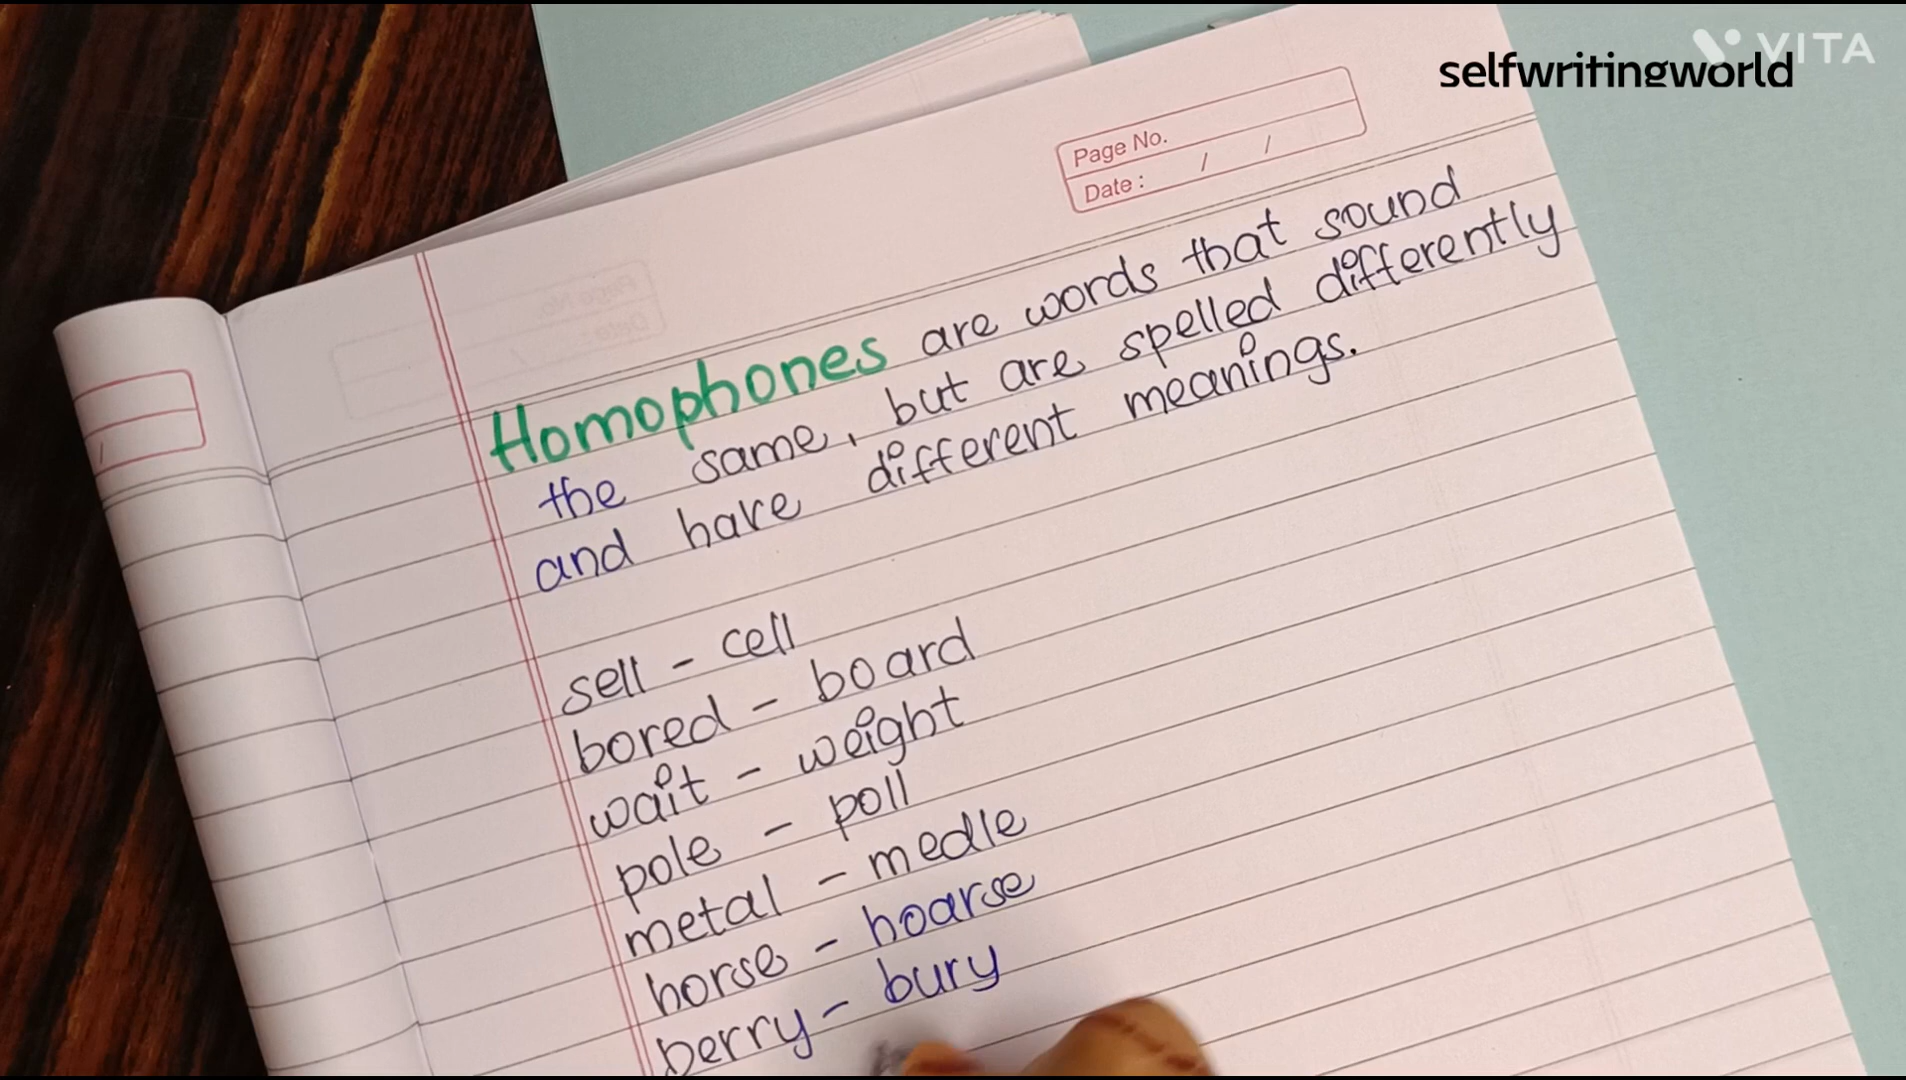 VITA
selfwritingworld
Page No.
Date : / /
Homophones are words that sound
the same, but are spelled differently
and have different meanings.
sell - cell
bored - board
wait - weight
pole - poll
metal - medle
horse - hoarse
berry - bury